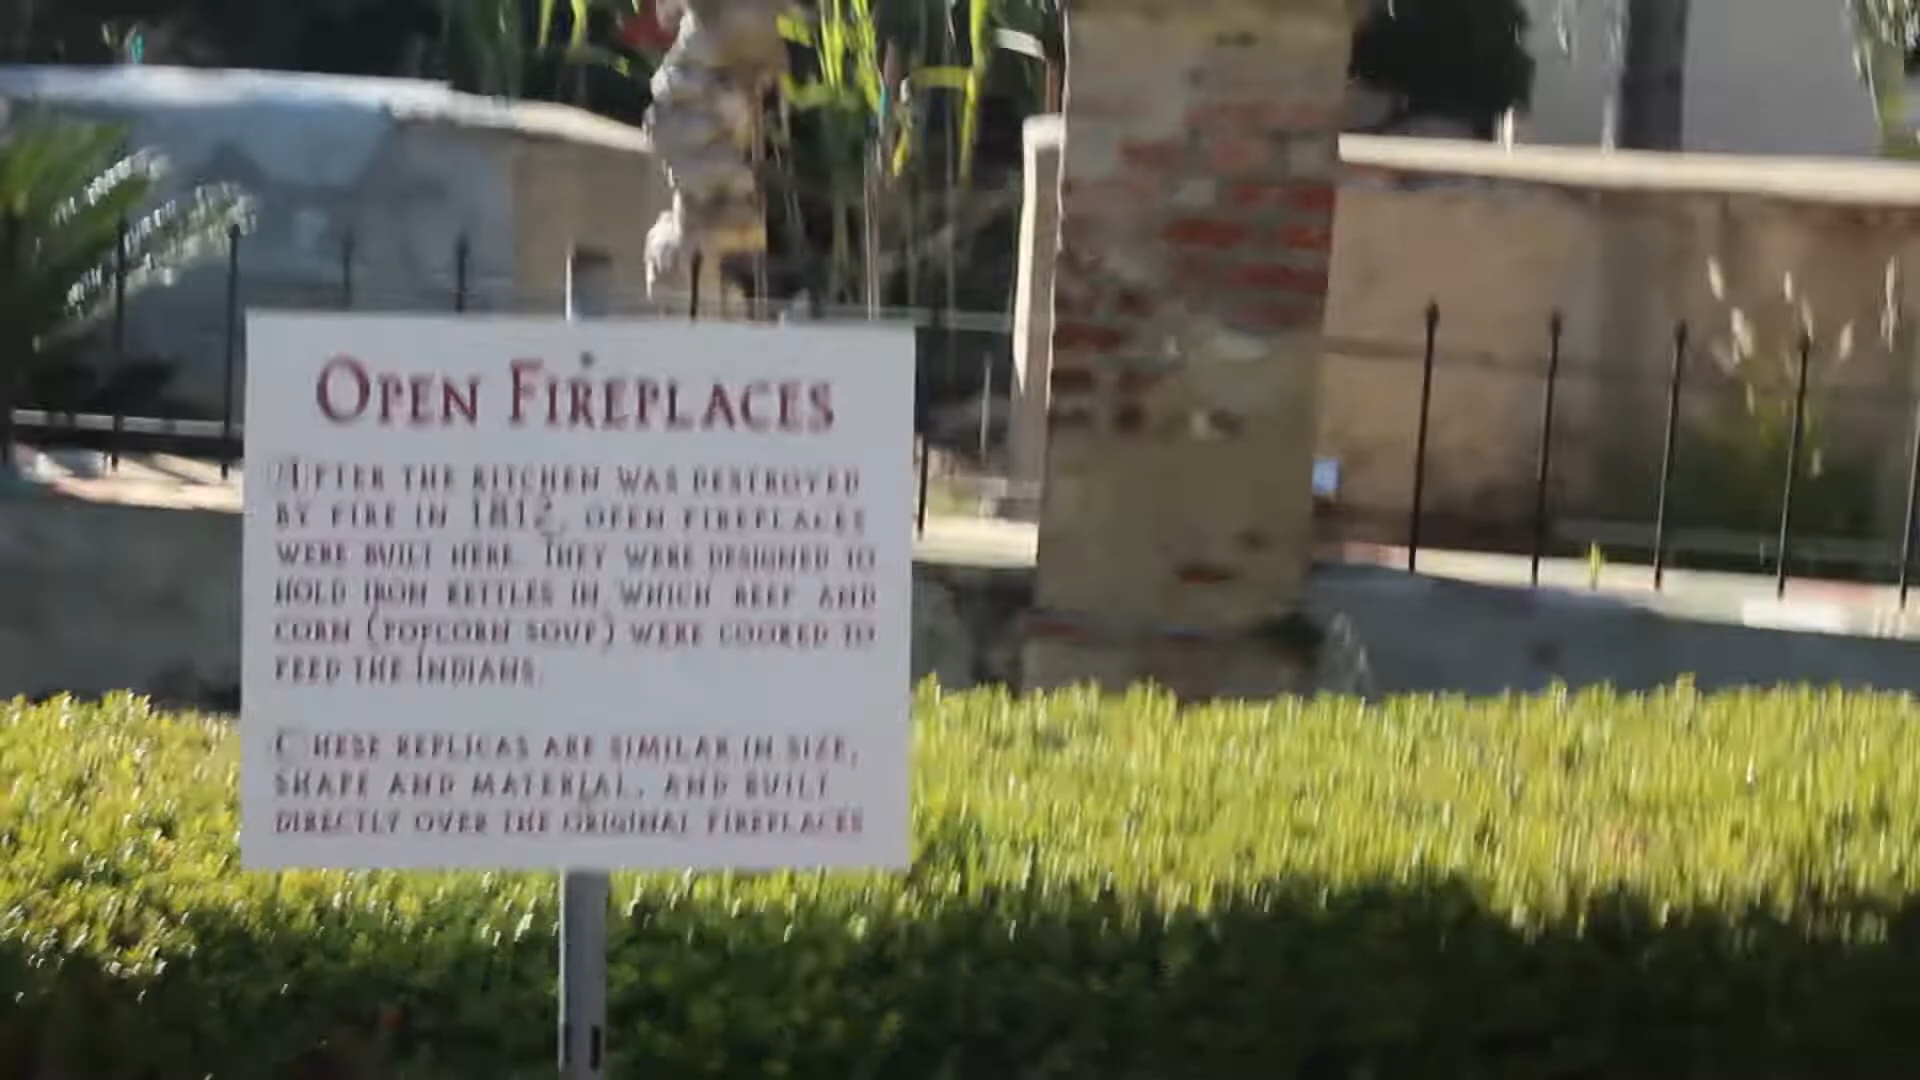 OPEN FIREPLACES
AFTER THE KITCHEN WAS DESTROYED
BY FIRE IN 1812, OPEN FIREPLACES
WERE BUILT HERE. THEY WERE DESIGNED TO
HOLD IRON KETTLES IN WHICH BEEF AND
CORN (POPCORN SOUP) WERE COOKED TO
FEED THE INDIANS.
THESE REPLICAS ARE SIMILAR IN SIZE,
SHAPE AND MATERIAL, AND BUILT
DIRECTLY OVER THE ORIGINAL FIREPLACES